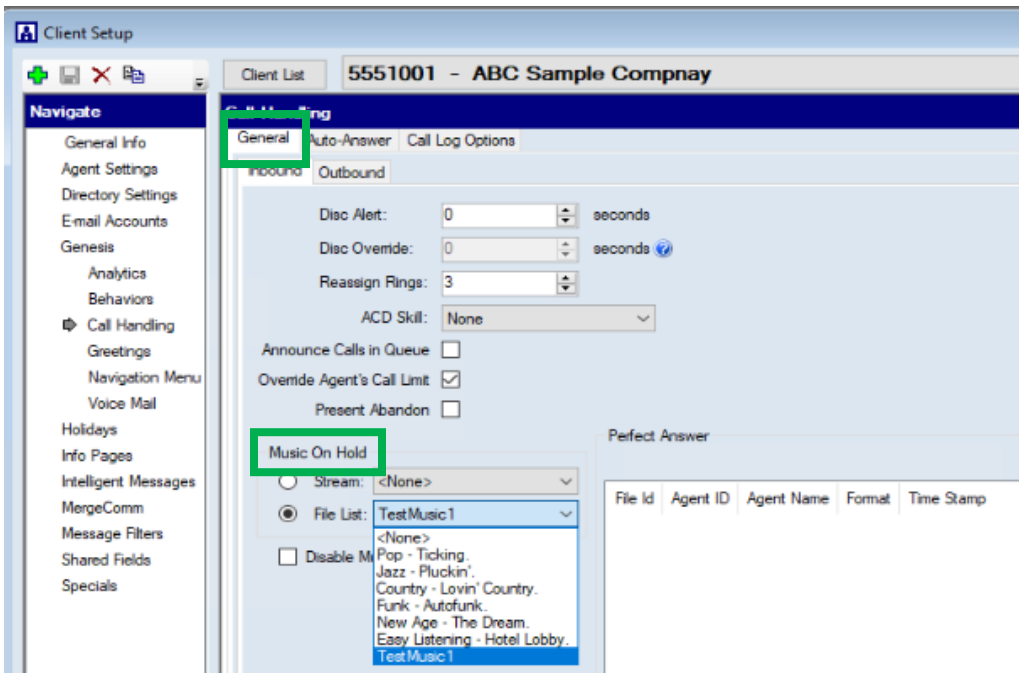 Client Setup
Client List
5551001 - ABC Sample Compnay
Navigate
General Info
Agent Settings
Directory Settings
E-mail Accounts
Genesis
Analytics
Behaviors
Call Handling
Greetings
Navigation Menu
Voice Mail
Holidays
Info Pages
Intelligent Messages
MergeComm
Message Filters
Shared Fields
Specials
Call Handling
General Auto-Answer Call Log Options
Inbound Outbound
Disc Alert: 0 seconds
Disc Override: 0 seconds
Reassign Rings: 3
ACD Skill: None
Announce Calls in Queue
Override Agent's Call Limit
Present Abandon
Music On Hold
Stream: <None>
File List: TestMusic1
Disable M
<None>
Pop - Ticking.
Jazz - Pluckin'.
Country - Lovin' Country.
Funk - Autofunk.
New Age - The Dream.
Easy Listening - Hotel Lobby.
TestMusic1
Perfect Answer
File Id Agent ID Agent Name Format Time Stamp